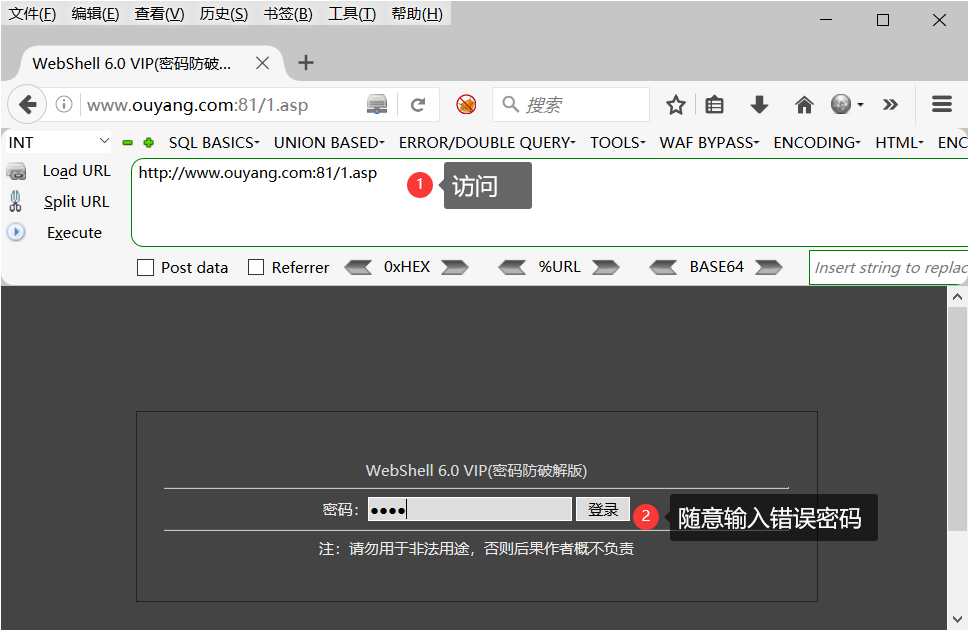 文件(F) 编辑(E) 查看(V) 历史(S) 书签(B) 工具(T) 帮助(H)
WebShell 6.0 VIP(密码防破...
www.ouyang.com:81/1.asp
搜索
INT SQL BASICS UNION BASED ERROR/DOUBLE QUERY TOOLS WAF BYPASS ENCODING HTML ENC
Load URL
http://www.ouyang.com:81/1.asp
1 访问
Split URL
Execute
Post data Referrer 0xHEX %URL BASE64 Insert string to replac
WebShell 6.0 VIP(密码防破解版)
密码: 登录
2 随意输入错误密码
注：请勿用于非法用途，否则后果作者概不负责